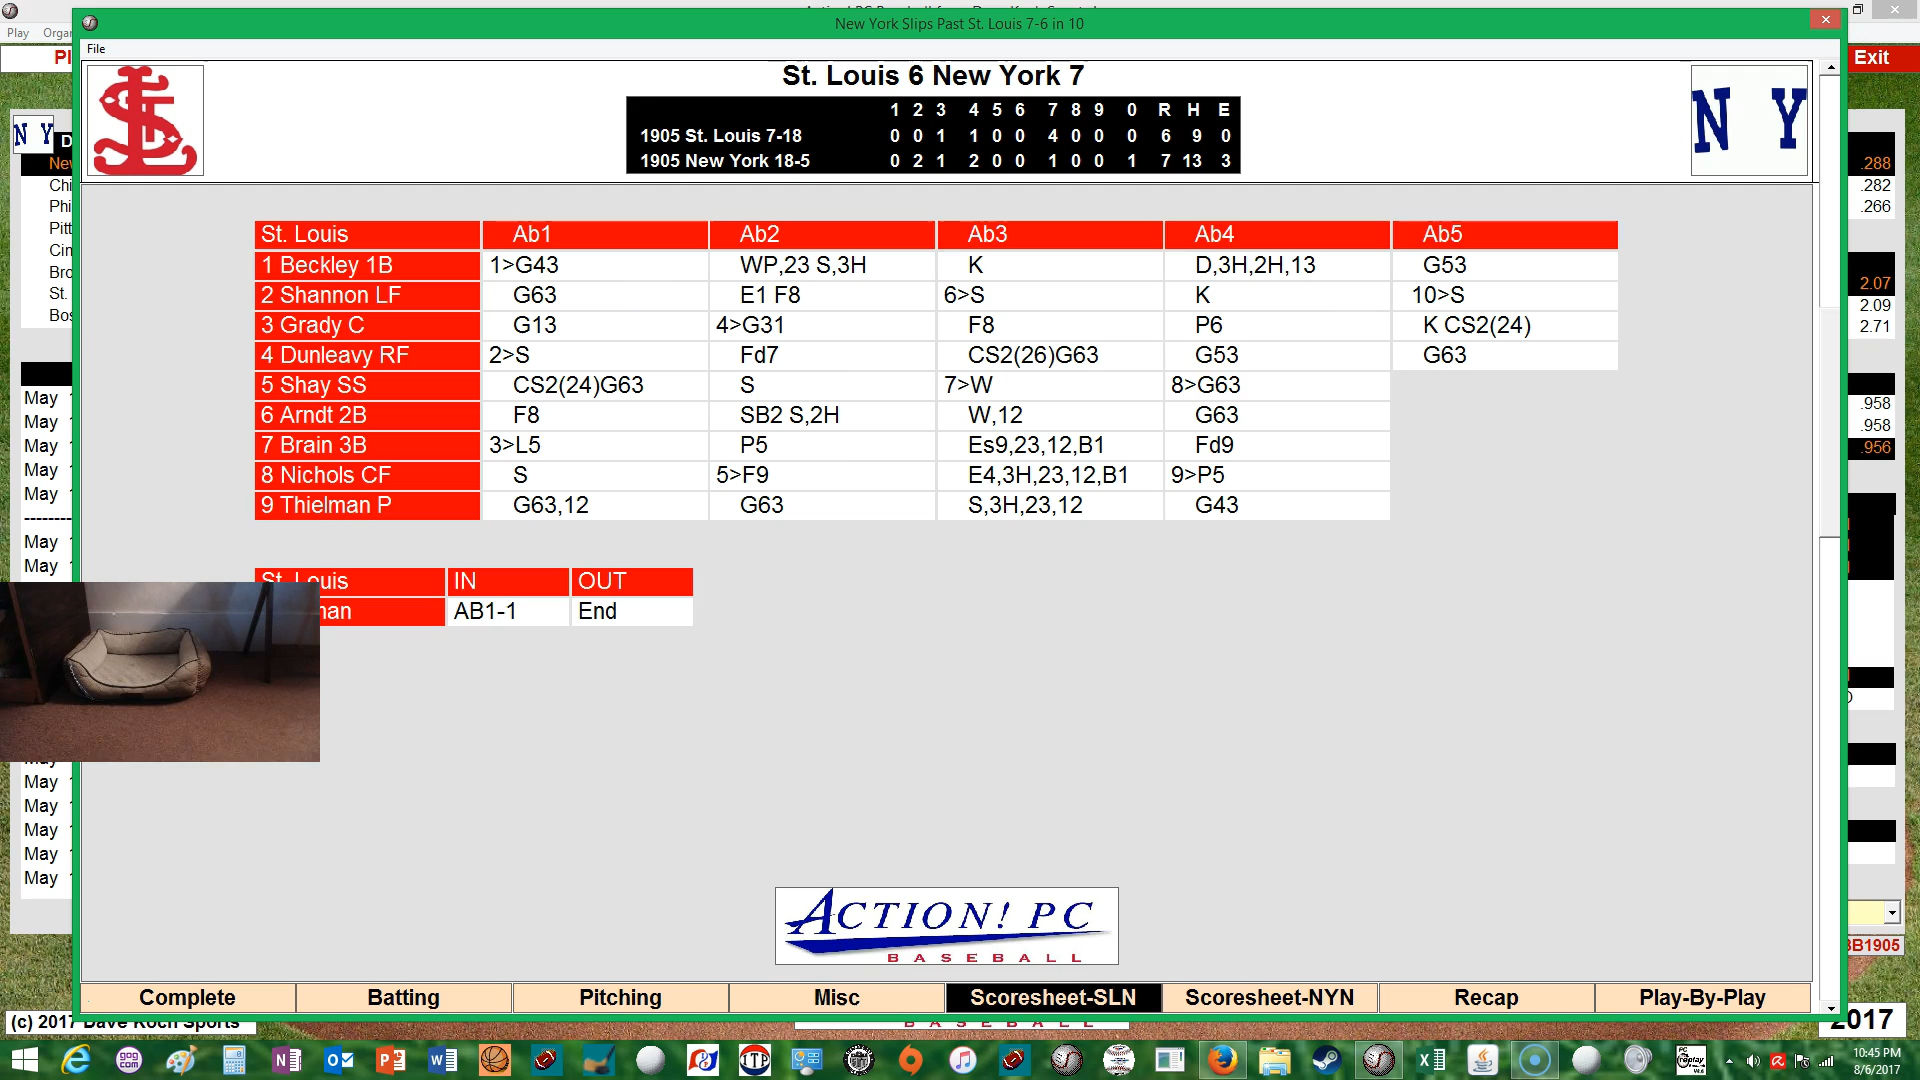 New York Slips Past St. Louis 7-6 in 10
Play
File
Exit
St. Louis 6 New York 7
1 2 3 4 5 6 7 8 9 0 R H E
1905 St. Louis 7-18 0 0 1 1 0 0 4 0 0 0 6 9 0
1905 New York 18-5 0 2 1 2 0 0 1 0 0 1 7 13 3
N Y
N Y
.288
.282
.266
St. Louis Ab1 Ab2 Ab3 Ab4 Ab5
1 Beckley 1B 1>G43 WP,23 S,3H K D,3H,2H,13 G53
2 Shannon LF G63 E1 F8 6>S K 10>S
3 Grady C G13 4>G31 F8 P6 K CS2(24)
4 Dunleavy RF 2>S Fd7 CS2(26)G63 G53 G63
5 Shay SS CS2(24)G63 S 7>W 8>G63
6 Arndt 2B F8 SB2 S,2H W,12 G63
7 Brain 3B 3>L5 P5 Es9,23,12,B1 Fd9
8 Nichols CF S 5>F9 E4,3H,23,12,B1 9>P5
9 Thielman P G63,12 G63 S,3H,23,12 G43
2.07
2.09
2.71
.958
.958
.956
May
May
May
May
May
May
May
St. Louis IN OUT
man AB1-1 End
May
May
May
May
May
ACTION! PC
BASEBALL
BB1905
Complete Batting Pitching Misc Scoresheet-SLN Scoresheet-NYN Recap Play-By-Play
(c) 2017 Dave Koch Sports
BASEBALL
2017
10:45 PM
8/6/2017